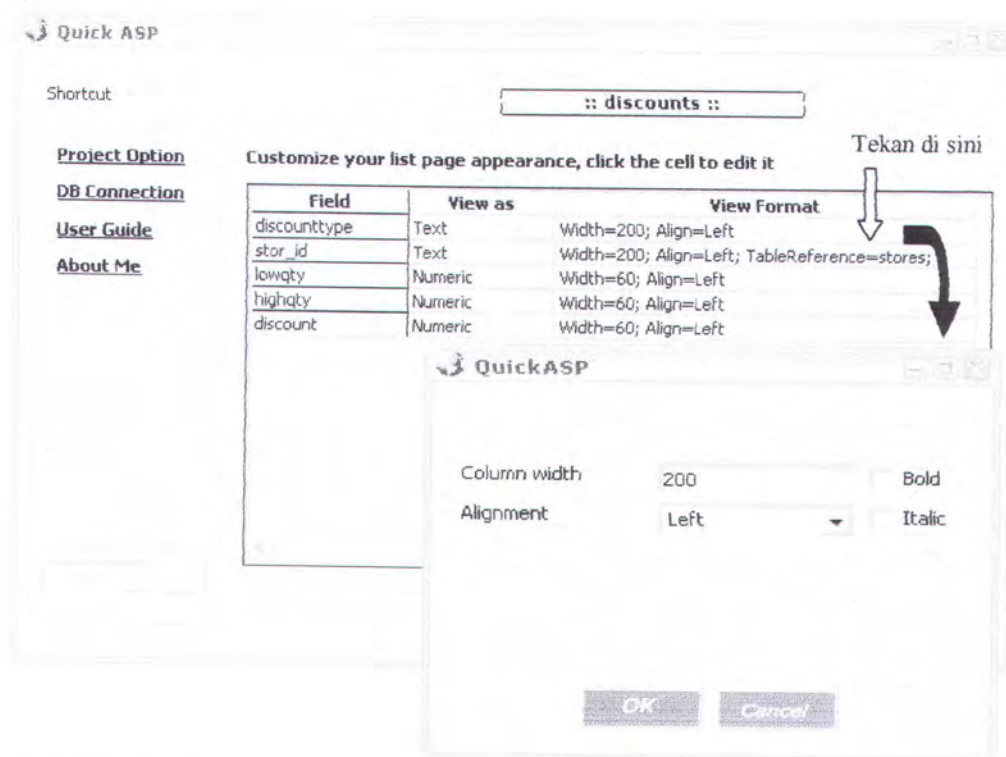 Quick ASP
Shortcut
:: discounts ::
Tekan di sini
Project Option
DB Connection
User Guide
About Me
Customize your list page appearance, click the cell to edit it
Field View as View Format
discounttype Text Width=200; Align=Left
stor_id Text Width=200; Align=Left; TableReference=stores;
lowqty Numeric Width=60; Align=Left
highqty Numeric Width=60; Align=Left
discount Numeric Width=60; Align=Left
QuickASP
Column width 200 Bold
Alignment Left Italic
OK Cancel